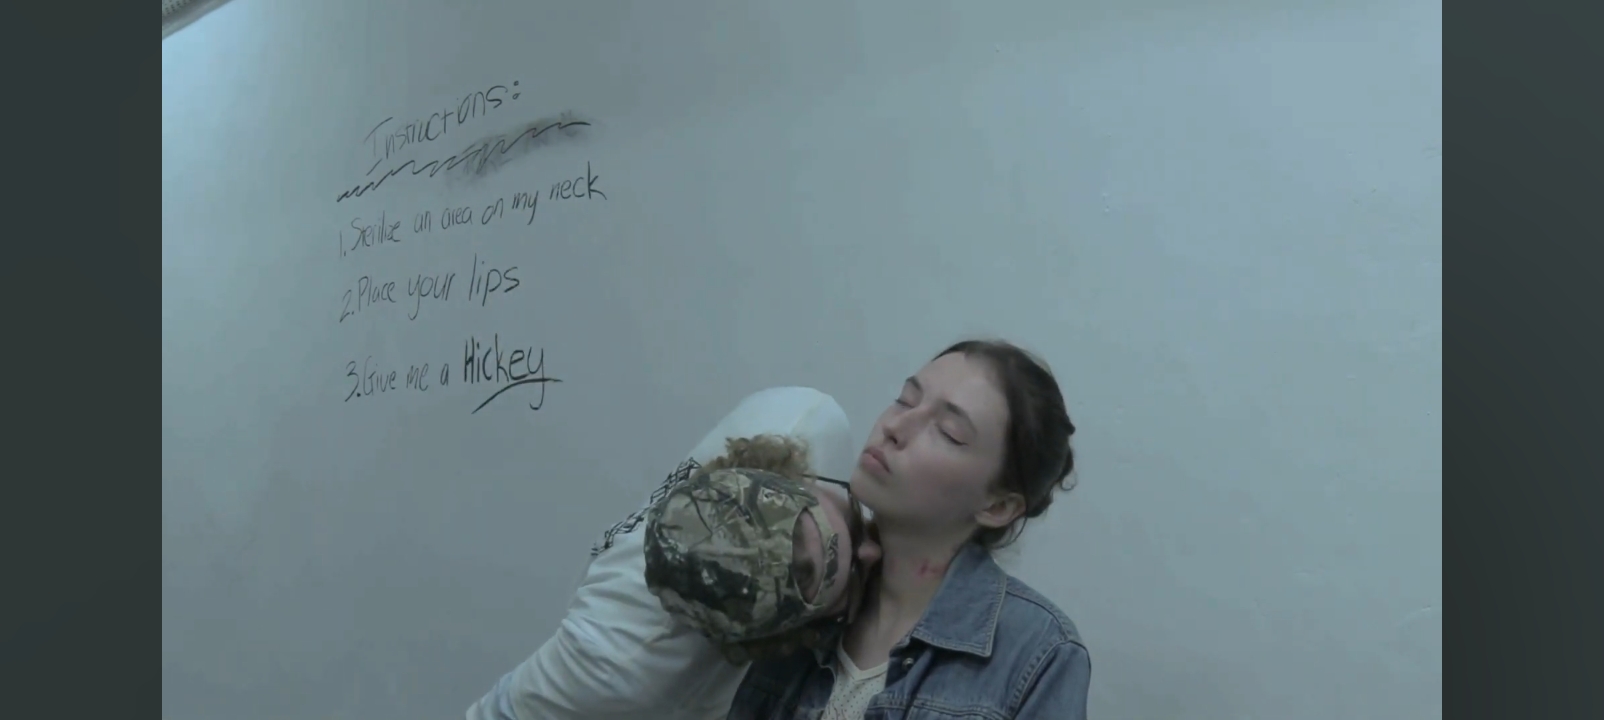 Instructions:
1. Sterilize an area on my neck
2. Place your lips
3. Give me a Hickey